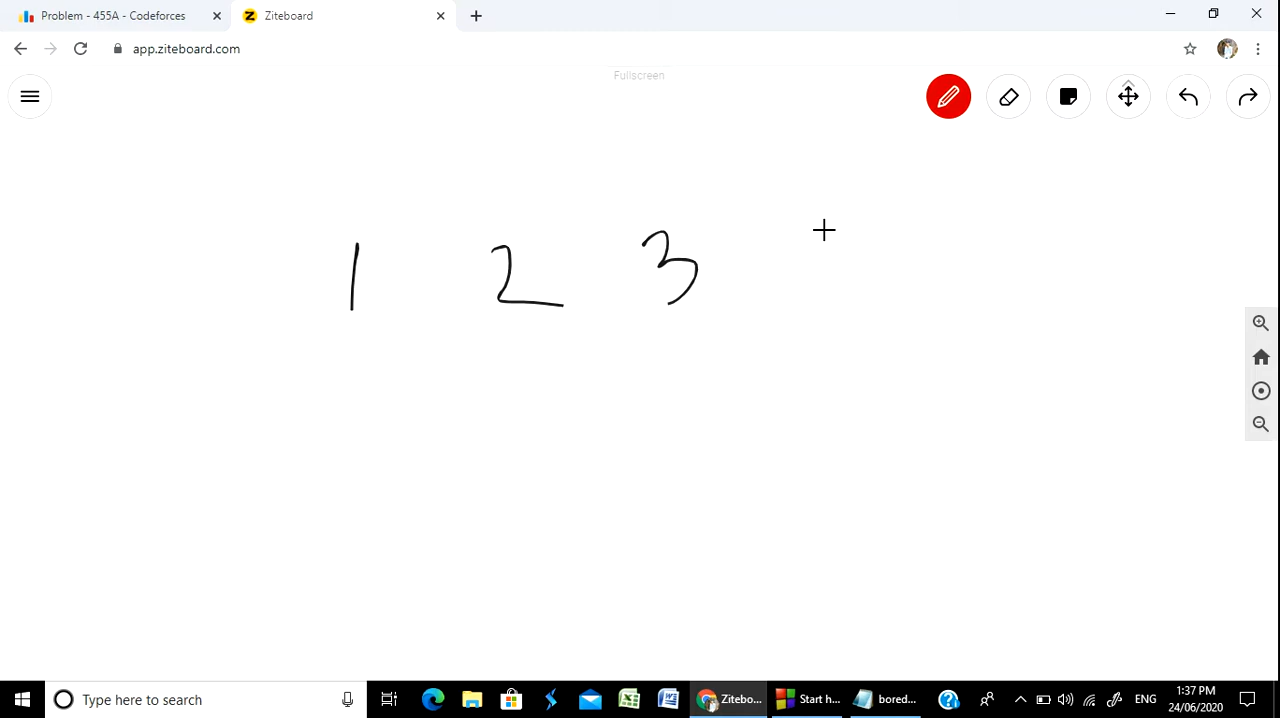 Problem - 455A - Codeforces
Ziteboard
app.ziteboard.com
Fullscreen
1 2 3
Type here to search
Zitebo...
Start h...
bored...
ENG
1:37 PM
24/06/2020